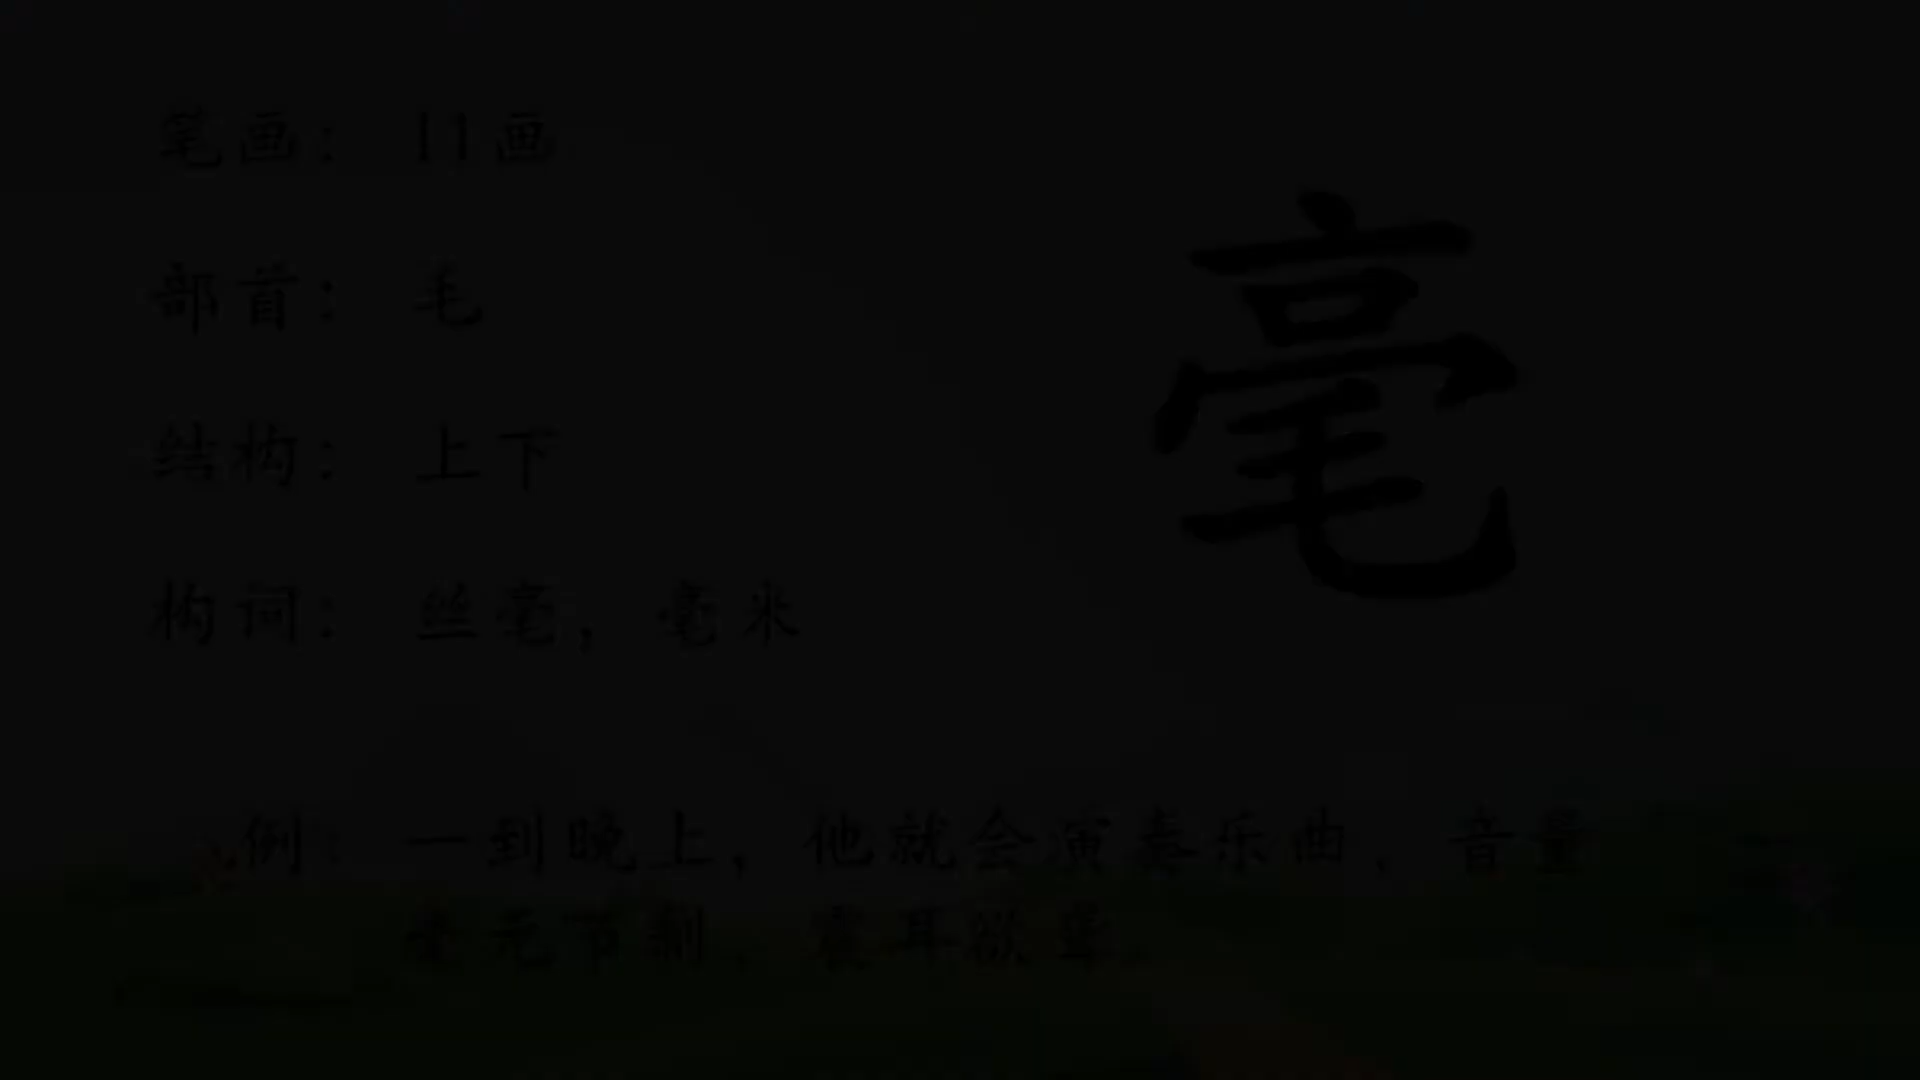 笔画： 11画
毫
部首： 毛
结构： 上下
构词： 丝毫，毫米
例： 一到晚上，他就会演奏乐曲，音量
毫无节制，震耳欲聋。